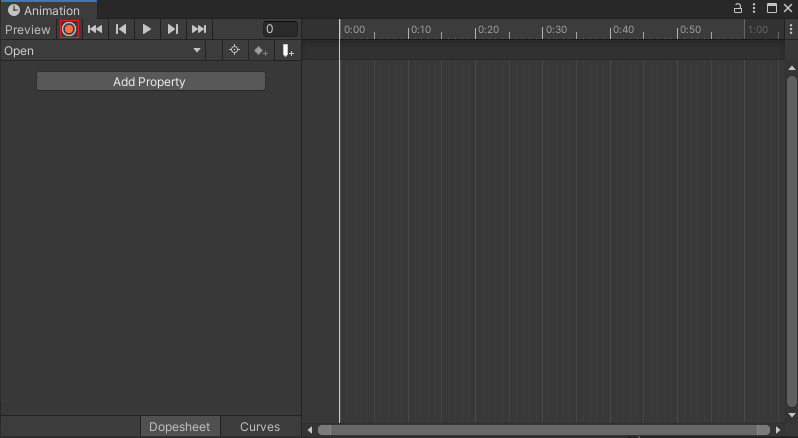 Animation
Preview 0 0:00 0:10 0:20 0:30 0:40 0:50 1:00
Open
Add Property
Dopesheet Curves